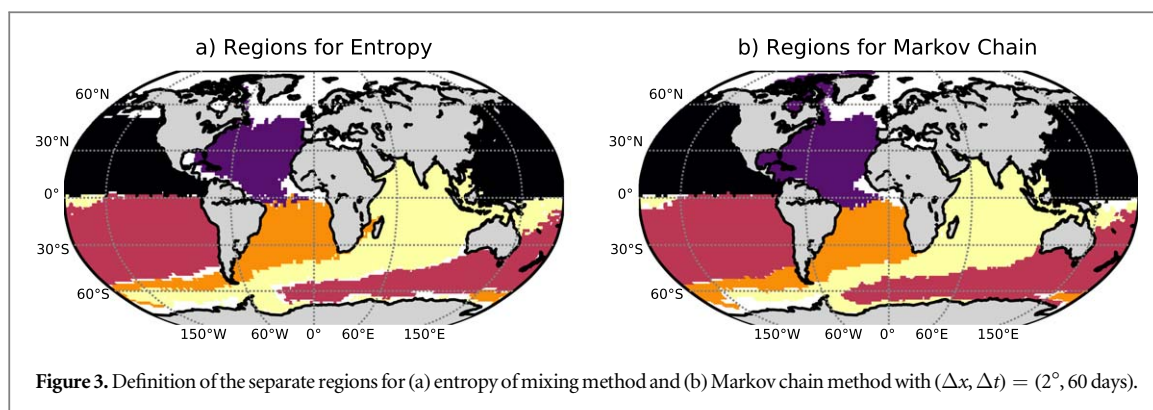 a) Regions for Entropy
b) Regions for Markov Chain
60°N
30°N
0°
30°S
60°S
150°W 60°W 0° 60°E 150°E
60°N
30°N
0°
30°S
60°S
150°W 60°W 0° 60°E 150°E
Figure 3. Definition of the separate regions for (a) entropy of mixing method and (b) Markov chain method with (Δx, Δt) = (2°, 60 days).